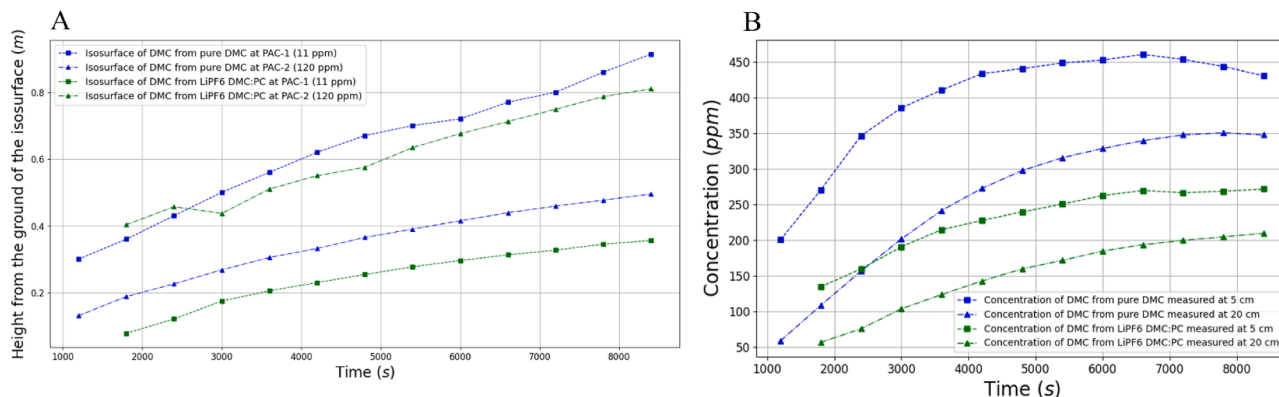 A
Height from the ground of the isosurface (m)
0.8
0.6
0.4
0.2
Isosurface of DMC from pure DMC at PAC-1 (11 ppm)
Isosurface of DMC from pure DMC at PAC-2 (120 ppm)
Isosurface of DMC from LiPF6 DMC:PC at PAC-1 (11 ppm)
Isosurface of DMC from LiPF6 DMC:PC at PAC-2 (120 ppm)
1000 2000 3000 4000 5000 6000 7000 8000
Time (s)
B
Concentration (ppm)
450
400
350
300
250
200
150
100
50
Concentration of DMC from pure DMC measured at 5 cm
Concentration of DMC from pure DMC measured at 20 cm
Concentration of DMC from LiPF6 DMC:PC measured at 5 cm
Concentration of DMC from LiPF6 DMC:PC measured at 20 cm
1000 2000 3000 4000 5000 6000 7000 8000
Time (s)